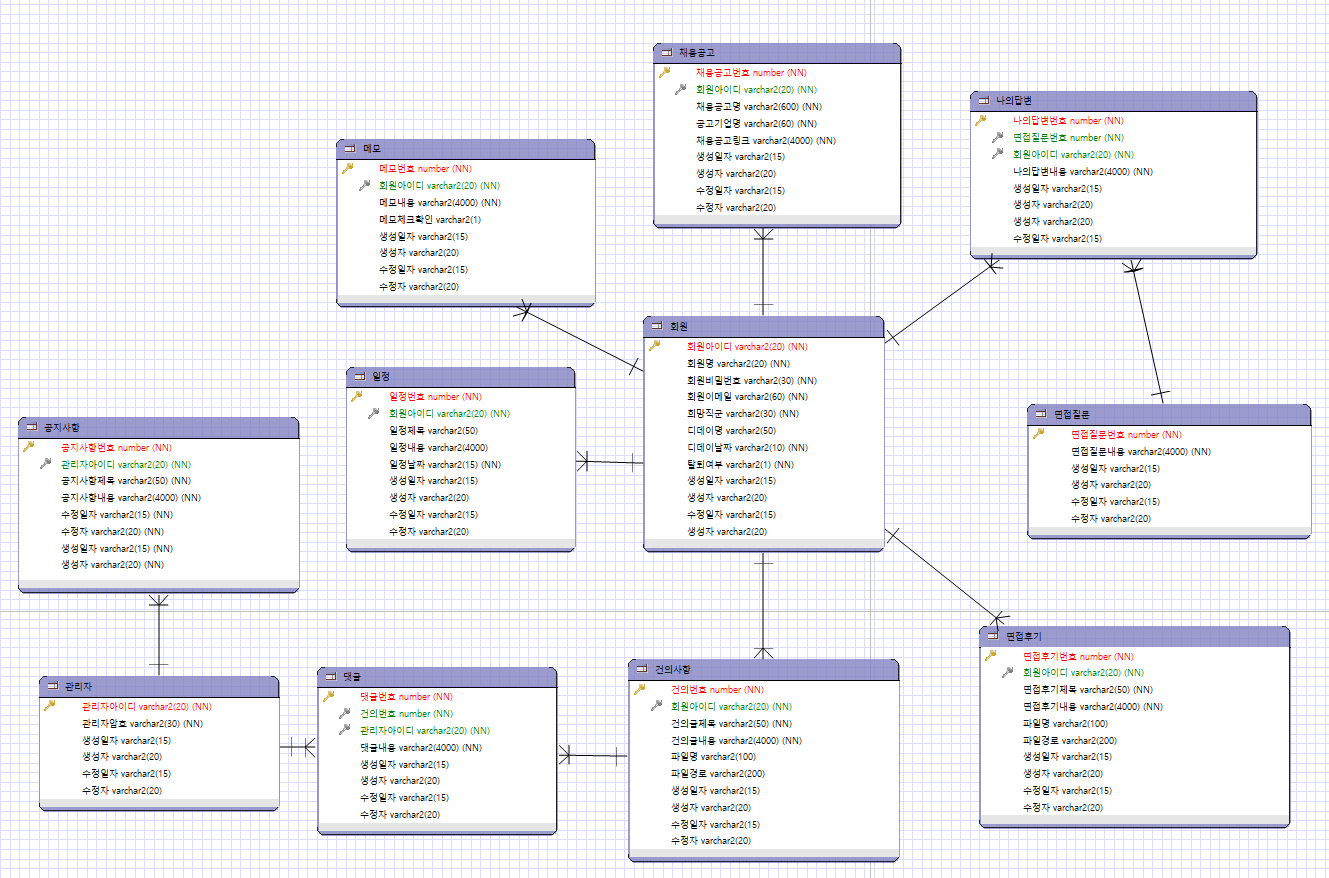 채용공고
채용공고번호 number (NN)
회원아이디 varchar2(20) (NN)
채용공고명 varchar2(600) (NN)
공고기업명 varchar2(60) (NN)
채용공고링크 varchar2(4000) (NN)
생성일자 varchar2(15)
생성자 varchar2(20)
수정일자 varchar2(15)
수정자 varchar2(20)
나의답변
나의답변번호 number (NN)
면접질문번호 number (NN)
회원아이디 varchar2(20) (NN)
나의답변내용 varchar2(4000) (NN)
생성일자 varchar2(15)
생성자 varchar2(20)
생성자 varchar2(20)
수정일자 varchar2(15)
메모
메모번호 number (NN)
회원아이디 varchar2(20) (NN)
메모내용 varchar2(4000) (NN)
메모체크확인 varchar2(1)
생성일자 varchar2(15)
생성자 varchar2(20)
수정일자 varchar2(15)
수정자 varchar2(20)
회원
회원아이디 varchar2(20) (NN)
회원명 varchar2(20) (NN)
회원비밀번호 varchar2(30) (NN)
회원이메일 varchar2(60) (NN)
희망직군 varchar2(30) (NN)
디데이명 varchar2(50)
디데이날짜 varchar2(10) (NN)
탈퇴여부 varchar2(1) (NN)
생성일자 varchar2(15)
생성자 varchar2(20)
수정일자 varchar2(15)
생성자 varchar2(20)
일정
일정번호 number (NN)
회원아이디 varchar2(20) (NN)
일정제목 varchar2(50)
일정내용 varchar2(4000)
일정날짜 varchar2(15) (NN)
생성일자 varchar2(15)
생성자 varchar2(20)
수정일자 varchar2(15)
수정자 varchar2(20)
면접질문
면접질문번호 number (NN)
면접질문내용 varchar2(4000) (NN)
생성일자 varchar2(15)
생성자 varchar2(20)
수정일자 varchar2(15)
수정자 varchar2(20)
공지사항
공지사항번호 number (NN)
관리자아이디 varchar2(20) (NN)
공지사항제목 varchar2(50) (NN)
공지사항내용 varchar2(4000) (NN)
수정일자 varchar2(15) (NN)
수정자 varchar2(20) (NN)
생성일자 varchar2(15) (NN)
생성자 varchar2(20) (NN)
관리자
관리자아이디 varchar2(20) (NN)
관리자암호 varchar2(30) (NN)
생성일자 varchar2(15)
생성자 varchar2(20)
수정일자 varchar2(15)
수정자 varchar2(20)
댓글
댓글번호 number (NN)
건의번호 number (NN)
관리자아이디 varchar2(20) (NN)
댓글내용 varchar2(4000) (NN)
생성일자 varchar2(15)
생성자 varchar2(20)
수정일자 varchar2(15)
수정자 varchar2(20)
건의사항
건의번호 number (NN)
회원아이디 varchar2(20) (NN)
건의글제목 varchar2(50) (NN)
건의글내용 varchar2(4000) (NN)
파일명 varchar2(100)
파일경로 varchar2(200)
생성일자 varchar2(15)
생성자 varchar2(20)
수정일자 varchar2(15)
수정자 varchar2(20)
면접후기
면접후기번호 number (NN)
회원아이디 varchar2(20) (NN)
면접후기제목 varchar2(50) (NN)
면접후기내용 varchar2(4000) (NN)
파일명 varchar2(100)
파일경로 varchar2(200)
생성일자 varchar2(15)
생성자 varchar2(20)
수정일자 varchar2(15)
수정자 varchar2(20)